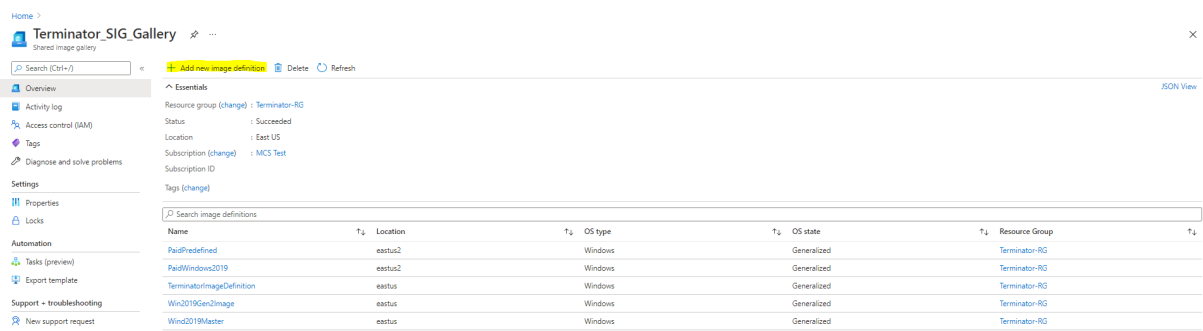 Home >
Terminator_SIG_Gallery ...
Shared image gallery
Search (Ctrl+/) «
Overview
Activity log
Access control (IAM)
Tags
Diagnose and solve problems
Settings
Properties
Locks
Automation
Tasks (preview)
Export template
Support + troubleshooting
New support request
+ Add new image definition Delete Refresh
Essentials JSON View
Resource group (change) : Terminator-RG
Status : Succeeded
Location : East US
Subscription (change) : MCS Test
Subscription ID
Tags (change)
Search image definitions
Name ↑↓ Location ↑↓ OS type ↑↓ OS state ↑↓ Resource Group ↑↓
PaidPredefined eastus2 Windows Generalized Terminator-RG
PaidWindows2019 eastus2 Windows Generalized Terminator-RG
TerminatorImageDefinition eastus Windows Generalized Terminator-RG
Win2019Gen2Image eastus Windows Generalized Terminator-RG
Wind2019Master eastus Windows Generalized Terminator-RG